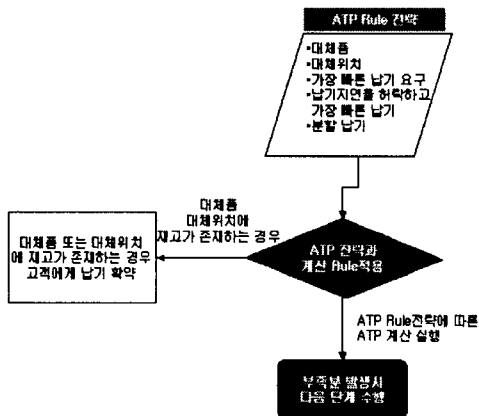 ATP Rule 전략
•대체품
•대체위치
•가장 빠른 납기 요구
•납기지연을 허락하고
가장 빠른 납기
•분할 납기
대체품
대체위치에
재고가 존재하는 경우
대체품 또는 대체위치
에 재고가 존재하는 경우
고객에게 납기 확약
ATP 전략과
계산 Rule적용
ATP Rule전략에 따른
ATP 계산 실행
부족분 발생시
다음 단계 수행